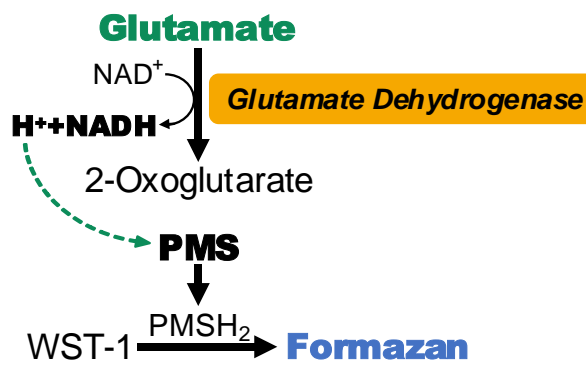 Glutamate
NAD⁺
Glutamate Dehydrogenase
H⁺+NADH
2-Oxoglutarate
PMS
PMSH₂
WST-1
Formazan